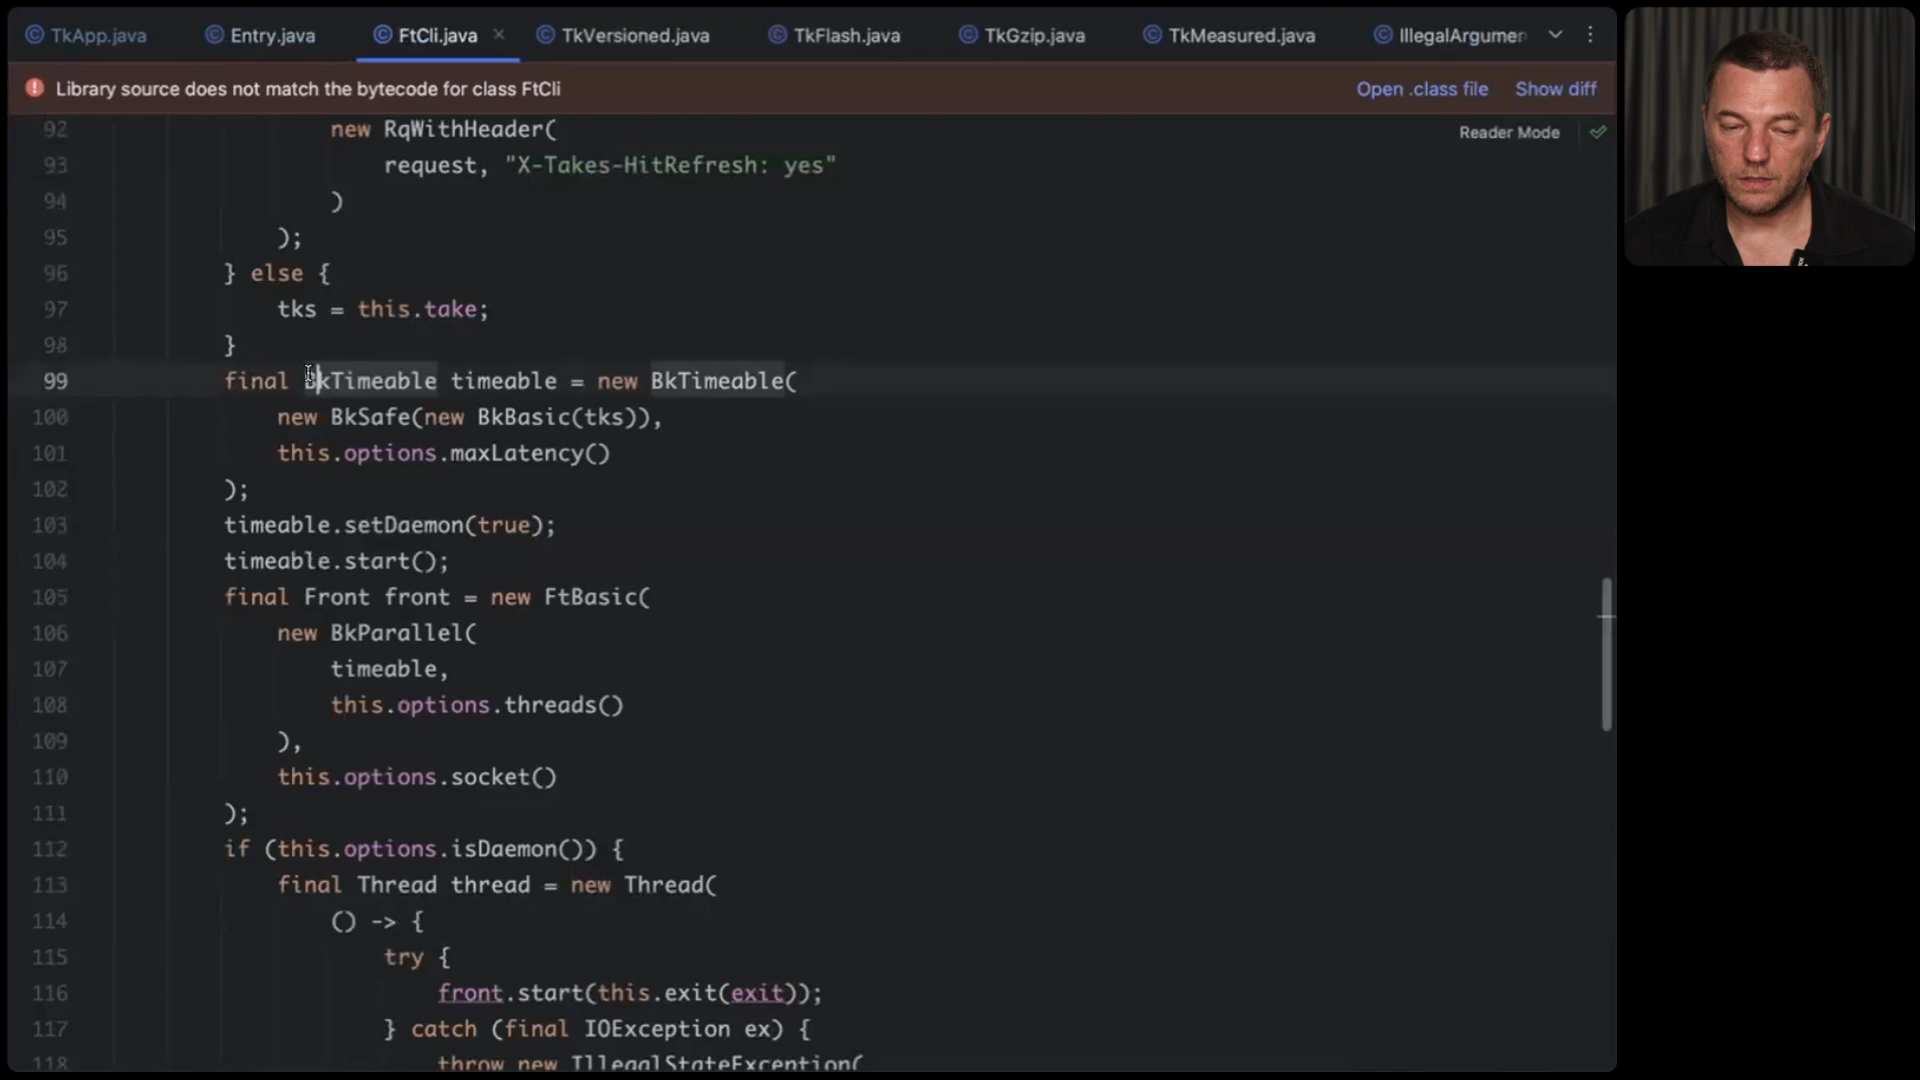 TkApp.java Entry.java FtCli.java TkVersioned.java TkFlash.java TkGzip.java TkMeasured.java IllegalArgumen
Library source does not match the bytecode for class FtCli Open .class file Show diff
Reader Mode
92 new RqWithHeader(
93 request, "X-Takes-HitRefresh: yes"
94 )
95 );
96 } else {
97 tks = this.take;
98 }
99 final BkTimeable timeable = new BkTimeable(
100 new BkSafe(new BkBasic(tks)),
101 this.options.maxLatency()
102 );
103 timeable.setDaemon(true);
104 timeable.start();
105 final Front front = new FtBasic(
106 new BkParallel(
107 timeable,
108 this.options.threads()
109 ),
110 this.options.socket()
111 );
112 if (this.options.isDaemon()) {
113 final Thread thread = new Thread(
114 () -> {
115 try {
116 front.start(this.exit(exit));
117 } catch (final IOException ex) {
118 throw new IllegalStateException(